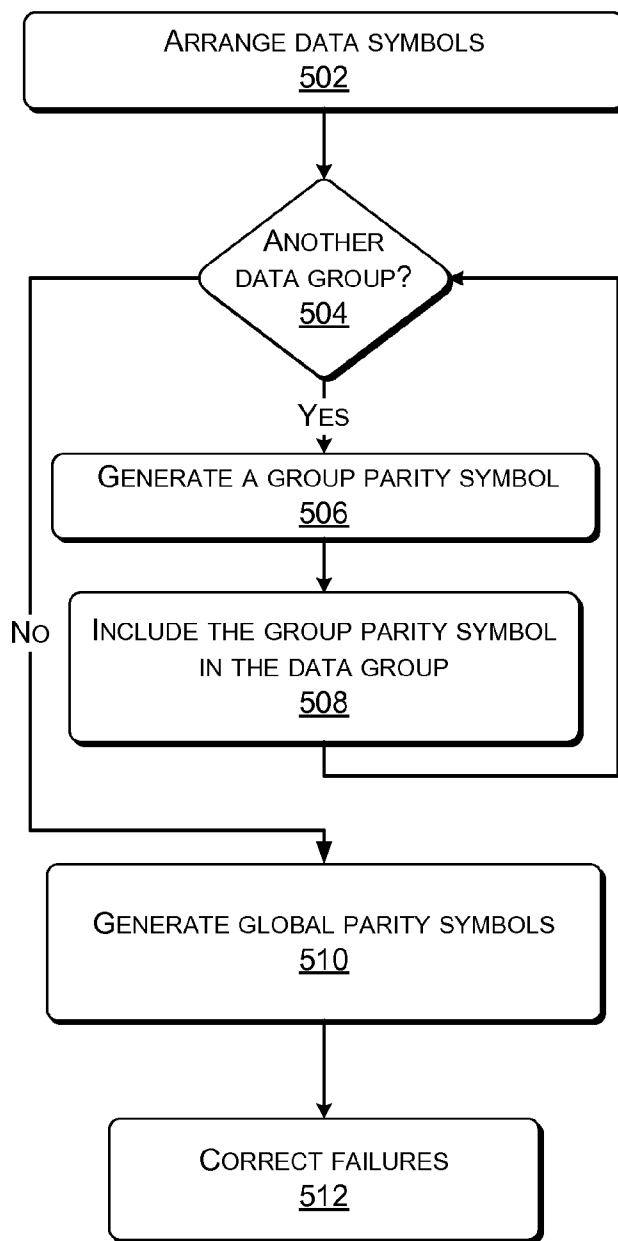 ARRANGE DATA SYMBOLS
502
ANOTHER
DATA GROUP?
504
YES
GENERATE A GROUP PARITY SYMBOL
506
NO
INCLUDE THE GROUP PARITY SYMBOL
IN THE DATA GROUP
508
GENERATE GLOBAL PARITY SYMBOLS
510
CORRECT FAILURES
512